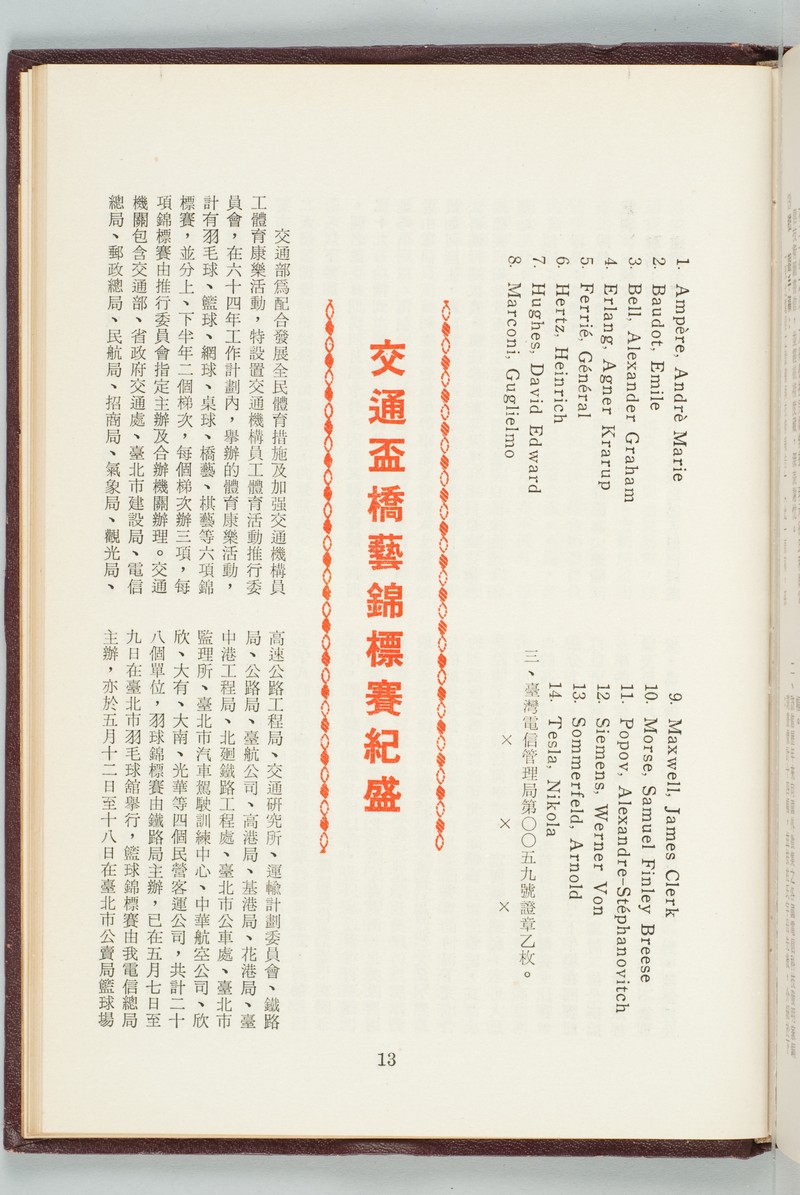 1. Ampère, Andrè Marie
2. Baudot, Emile
3. Bell, Alexander Graham
4. Erlang, Agner Krarup
5. Ferrié, Général
6. Hertz, Heinrich
7. Hughes, David Edward
8. Marconi, Guglielmo
9. Maxwell, James Clerk
10. Morse, Samuel Finley Breese
11. Popov, Alexandre-Stéphanovitch
12. Siemens, Werner Von
13. Sommerfeld, Arnold
14. Tesla, Nikola
三、臺灣電信管理局第〇〇五九號證章乙枚。
× × ×
交通盃橋藝錦標賽紀盛
交通部爲配合發展全民體育措施及加强交通機構員
工體育康樂活動，特設置交通機構員工體育活動推行委
員會，在六十四年工作計劃內，舉辦的體育康樂活動，
計有羽毛球、籃球、網球、桌球、橋藝、棋藝等六項錦
標賽，並分上、下半年二個梯次，每個梯次辦三項，每
項錦標賽由推行委員會指定主辦及合辦機關辦理。交通
機關包含交通部、省政府交通處、臺北市建設局、電信
總局、郵政總局、民航局、招商局、氣象局、觀光局、
高速公路工程局、交通研究所、運輸計劃委員會、鐵路
局、公路局、臺航公司、高港局、基港局、花港局、臺
中港工程局、北廻鐵路工程處、臺北市公車處、臺北市
監理所、臺北市汽車駕駛訓練中心、中華航空公司、欣
欣、大有、大南、光華等四個民營客運公司，共計二十
八個單位，羽球錦標賽由鐵路局主辦，已在五月七日至
九日在臺北市羽毛球舘舉行，籃球錦標賽由我電信總局
主辦，亦於五月十二日至十八日在臺北市公賣局籃球場
13